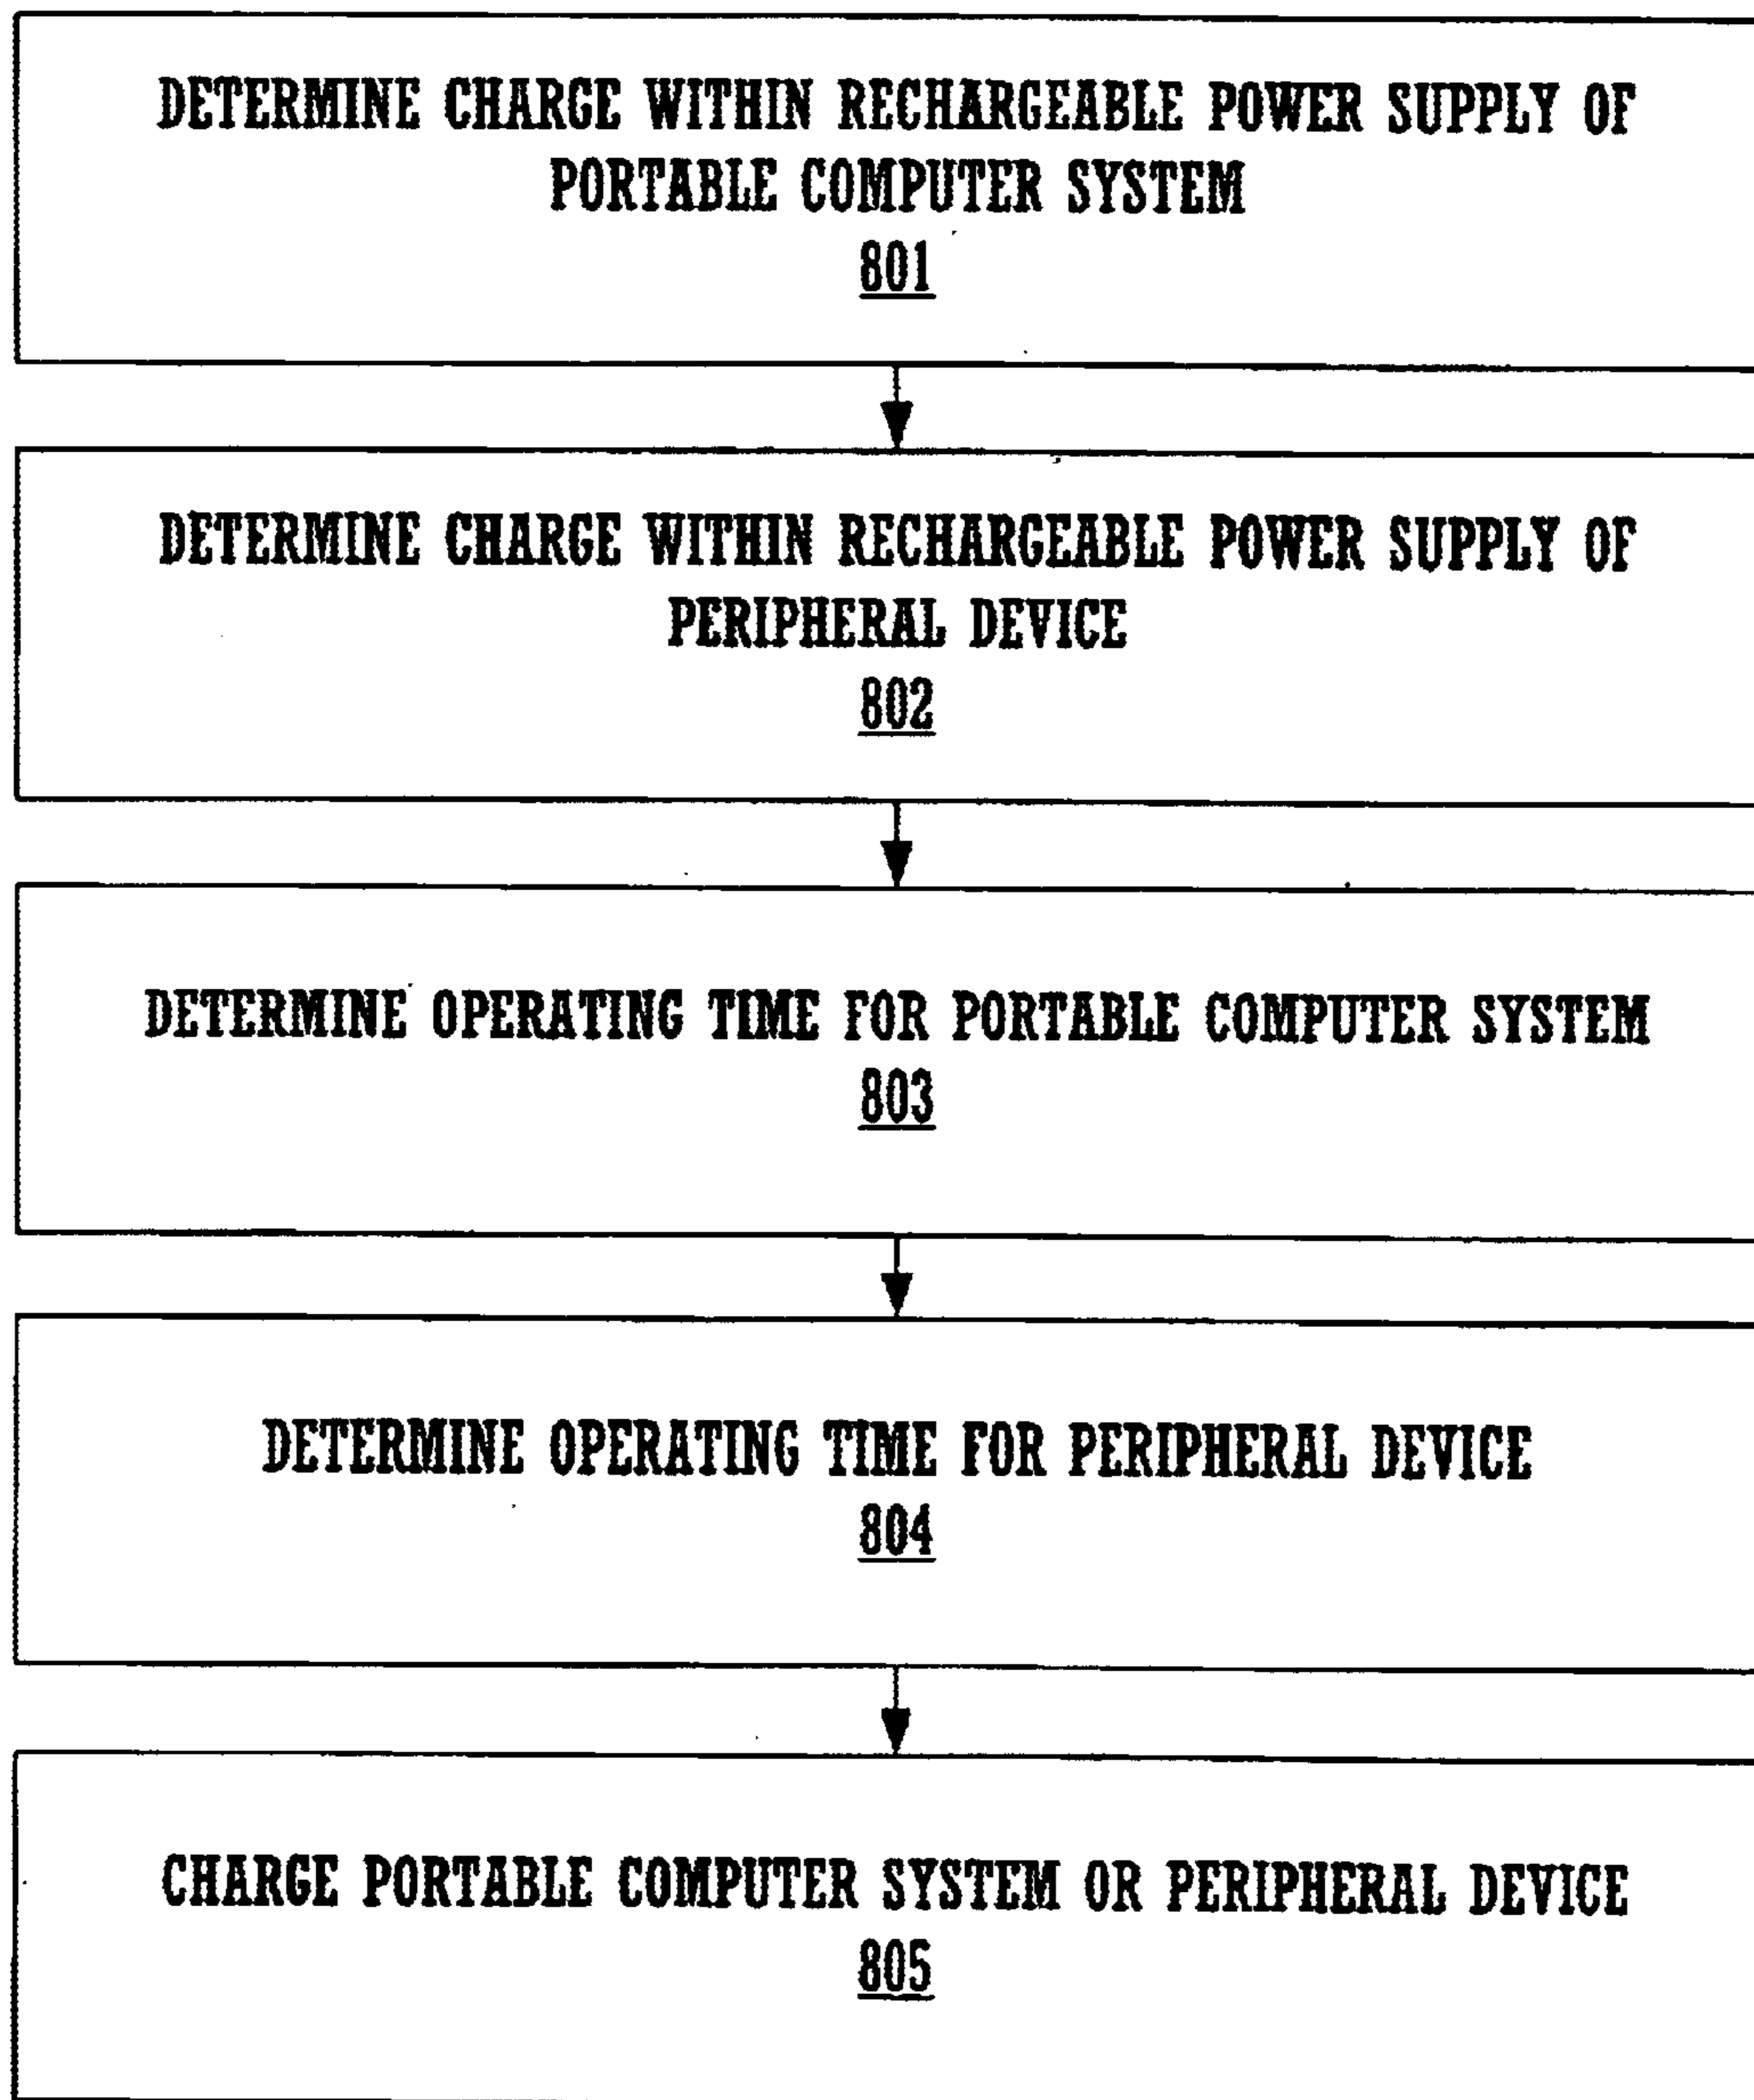 DETERMINE CHARGE WITHIN RECHARGEABLE POWER SUPPLY OF
PORTABLE COMPUTER SYSTEM
801
DETERMINE CHARGE WITHIN RECHARGEABLE POWER SUPPLY OF
PERIPHERAL DEVICE
802
DETERMINE OPERATING TIME FOR PORTABLE COMPUTER SYSTEM
803
DETERMINE OPERATING TIME FOR PERIPHERAL DEVICE
804
CHARGE PORTABLE COMPUTER SYSTEM OR PERIPHERAL DEVICE
805